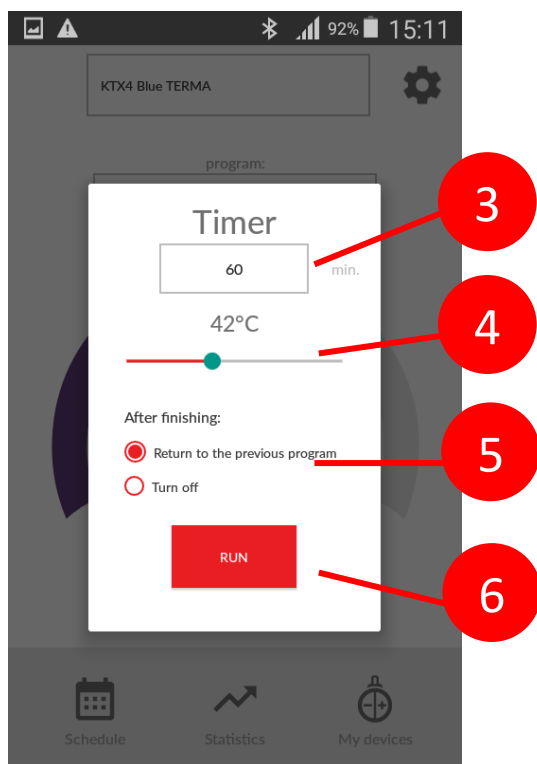 92% 15:11
KTX4 Blue TERMA
program:
Timer
60 min.
42°C
After finishing:
Return to the previous program
Turn off
RUN
3
4
5
6
Schedule Statistics My devices